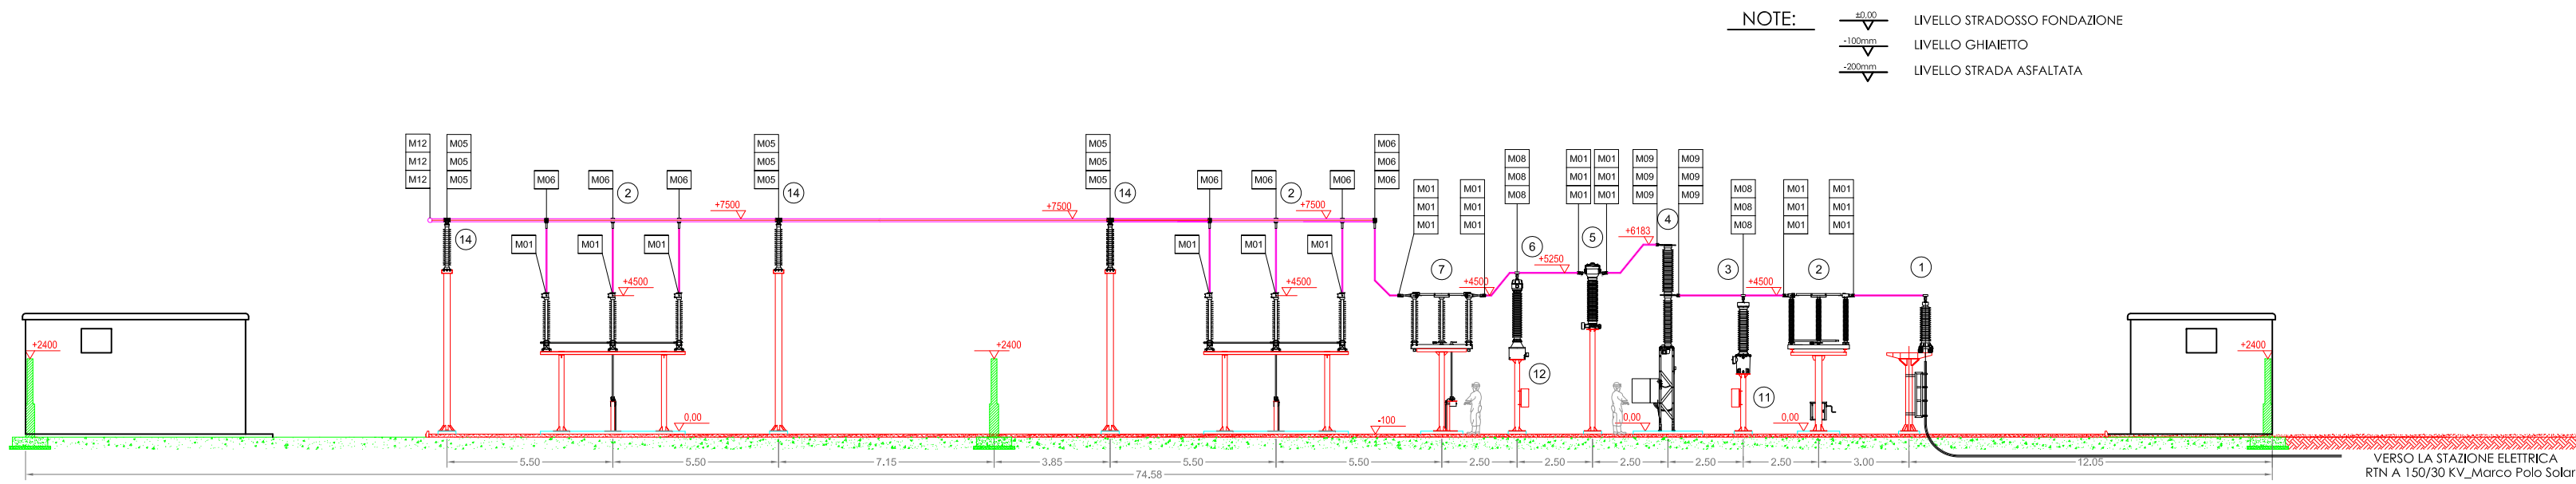 NOTE:
±0,00 LIVELLO STRADOSSO FONDAZIONE
-100mm LIVELLO GHIAIETTO
-200mm LIVELLO STRADA ASFALTATA
M12 M05 M05 M05 M06
M12 M05 M05 M05 M06
M12 M05 M05 M05 M06
M06 M06 2 M06 14 14 M06 M06 2 M06
M08 M01 M01 M09 M09
M08 M01 M01 M09 M09
M08 M01 M01 M09 M09
M01 M01 M08 M01 M01
M01 M01 M08 M01 M01
M01 M01 M08 M01 M01
+7500 +7500 +7500
14 M01 M01 M01 M01 M01 M01
6 5 4 +6183
7 +5250 3 2 1
+4500 +4500 +4500 +4500
+2400 +2400 +2400
12 11
0.00 -100 0.00 0.00
5.50 5.50 7.15 3.85 5.50 5.50 2.50 2.50 2.50 2.50 2.50 3.00 12.05
74.58
VERSO LA STAZIONE ELETTRICA
RTN A 150/30 KV_Marco Polo Solar